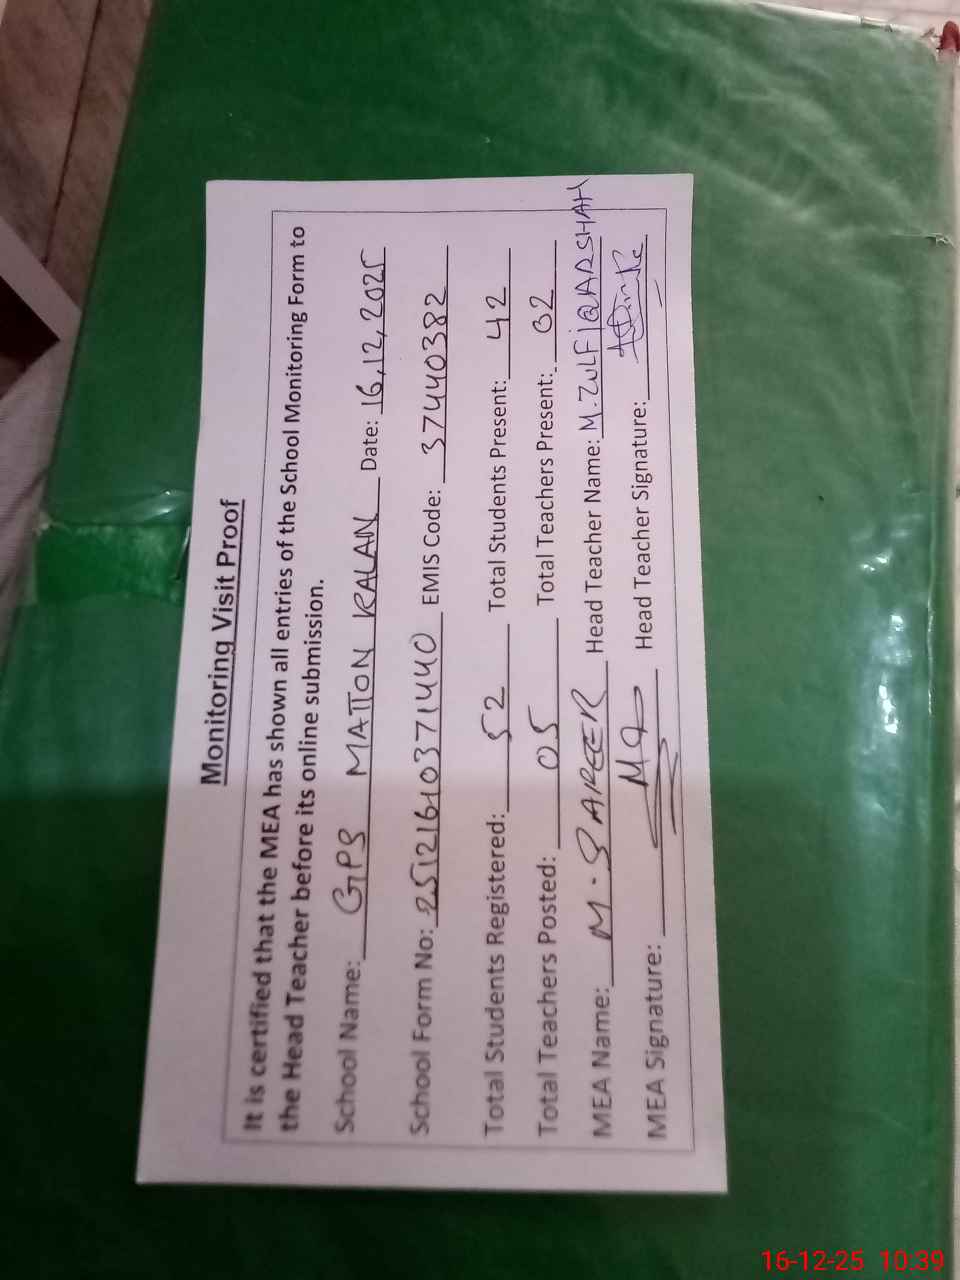 Monitoring Visit Proof
It is certified that the MEA has shown all entries of the School Monitoring Form to
the Head Teacher before its online submission.
School Name: GPS MATTON KALAN Date: 16,12,2025
School Form No: 25121610371440 EMIS Code: 37440382
Total Students Registered: 52 Total Students Present: 42
Total Teachers Posted: 05 Total Teachers Present: 02
MEA Name: M. SAREER Head Teacher Name: M. ZULFIQARSHAH
MEA Signature: Head Teacher Signature:
16-12-25 10:39